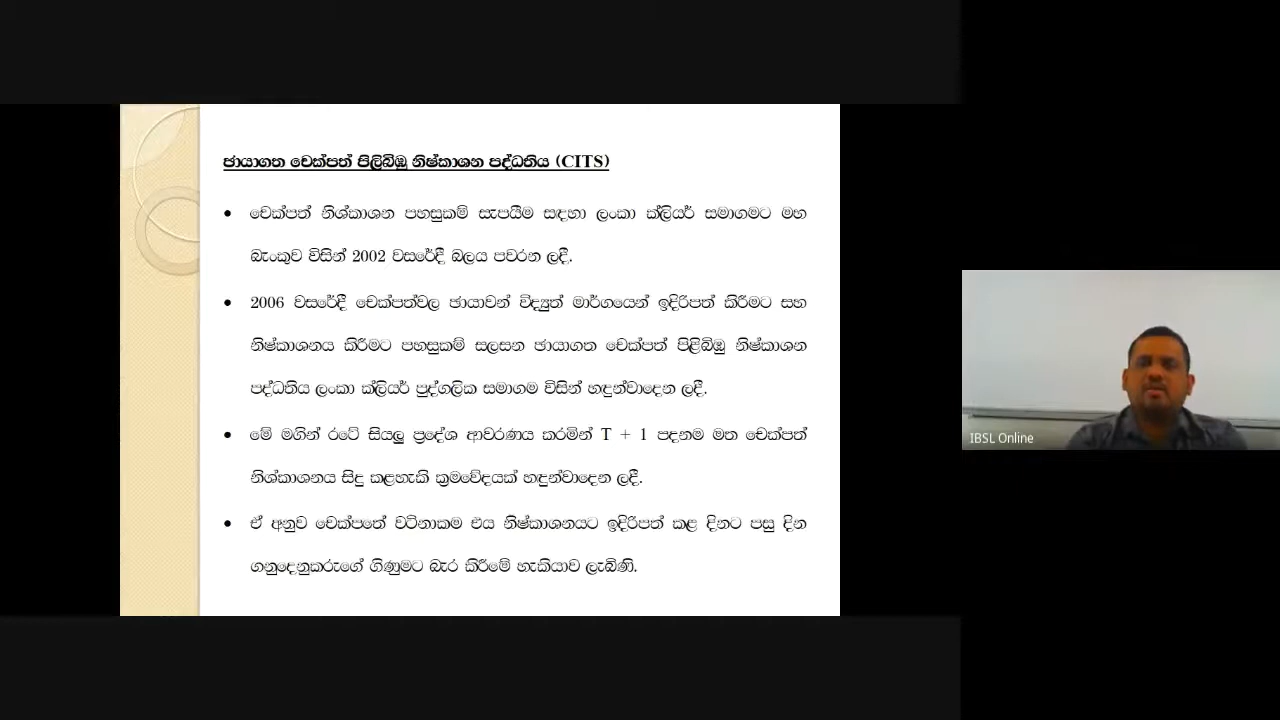 ඡායාගත චෙක්පත් පිලිබිඹු නිෂ්කාශන පද්ධතිය (CITS)
• චෙක්පත් නිශ්කාශන පහසුකම් සැපයීම සඳහා ලංකා ක්ලියර් සමාගමට මහ
බැංකුව විසින් 2002 වසරේදී බලය පවරන ලදී.
• 2006 වසරේදී චෙක්පත්වල ඡායාවන් විද්‍යුත් මාර්ගයෙන් ඉදිරිපත් කිරීමට සහ
නිෂ්කාශනය කිරීමට පහසුකම් සලසන ඡායාගත චෙක්පත් පිළිබිඹු නිෂ්කාශන
පද්ධතිය ලංකා ක්ලියර් පුද්ගලික සමාගම විසින් හඳුන්වාදෙන ලදී.
• මේ මගින් රටේ සියලු ප්‍රදේශ ආවරණය කරමින් T + 1 පදනම මත චෙක්පත්
නිශ්කාශනය සිදු කළහැකි ක්‍රමවේදයක් හඳුන්වාදෙන ලදී.
• ඒ අනුව චෙක්පතේ වටිනාකම එය නිෂ්කාශනයට ඉදිරිපත් කළ දිනට පසු දින
ගනුදෙනුකරුගේ ගිණුමට බැර කිරීමේ හැකියාව ලැබිණි.
IBSL Online